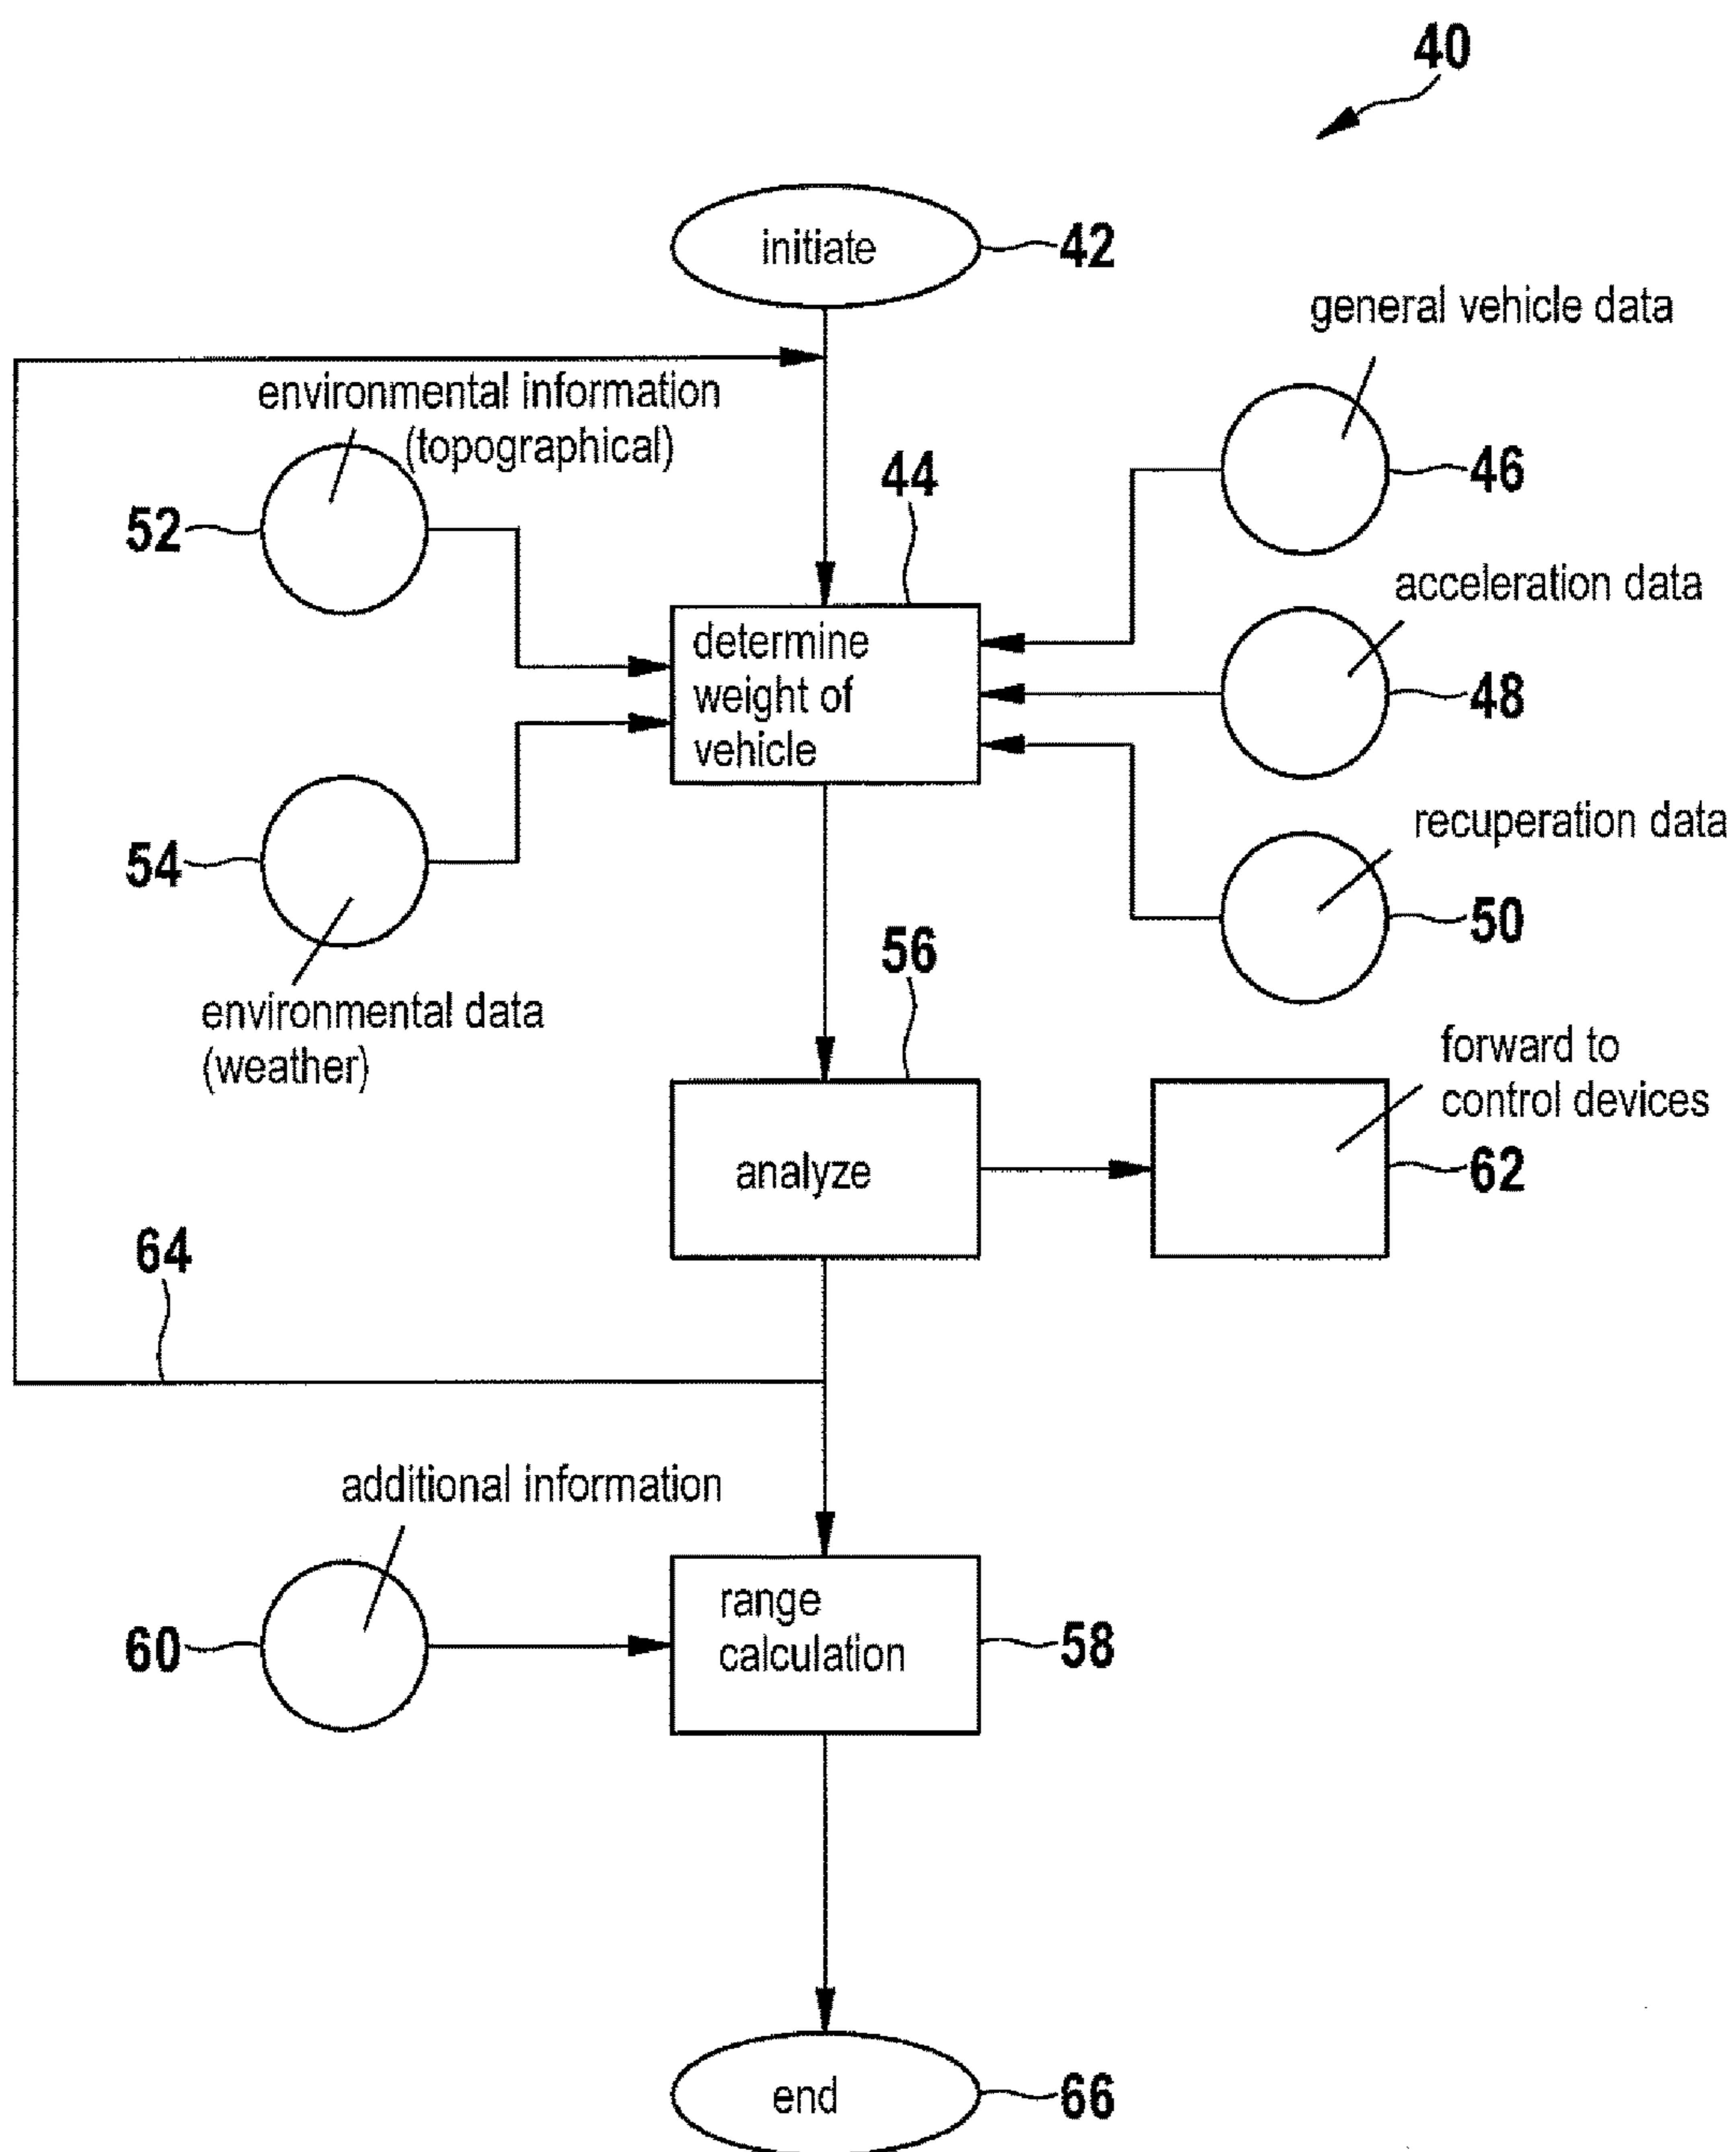 40
initiate
42
general vehicle data
environmental information
(topographical)
44
46
52
acceleration data
determine
weight of
vehicle
48
recuperation data
54
50
56
environmental data
(weather)
forward to
control devices
analyze
62
64
additional information
range
calculation
60
58
end
66